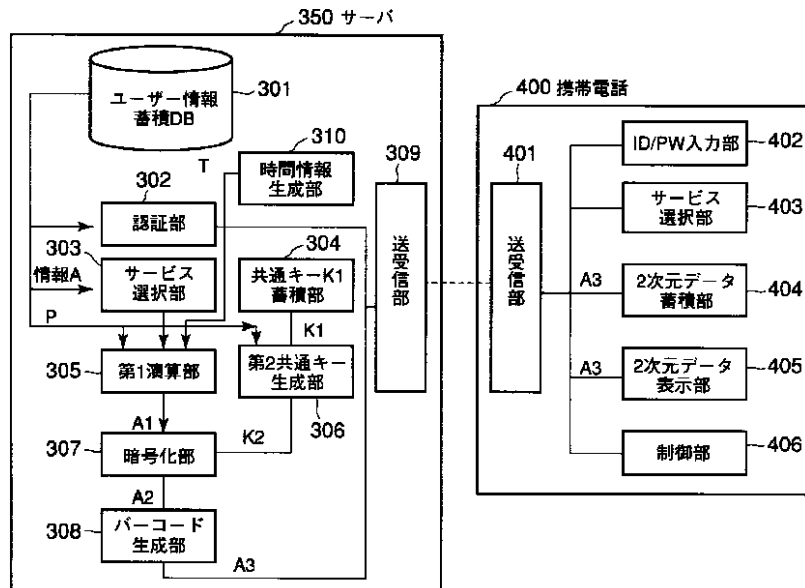 350 サーバ
ユーザー情報
蓄積DB
301
310
T
時間情報
生成部
302
認証部
303
情報A
サービス
選択部
304
共通キーK1
蓄積部
P
K1
305
第1演算部
第2共通キー
生成部
306
A1
307
暗号化部
K2
A2
308
バーコード
生成部
A3
309
送受信部
400 携帯電話
401
送受信部
ID/PW入力部
402
サービス
選択部
403
A3
2次元データ
蓄積部
404
A3
2次元データ
表示部
405
制御部
406